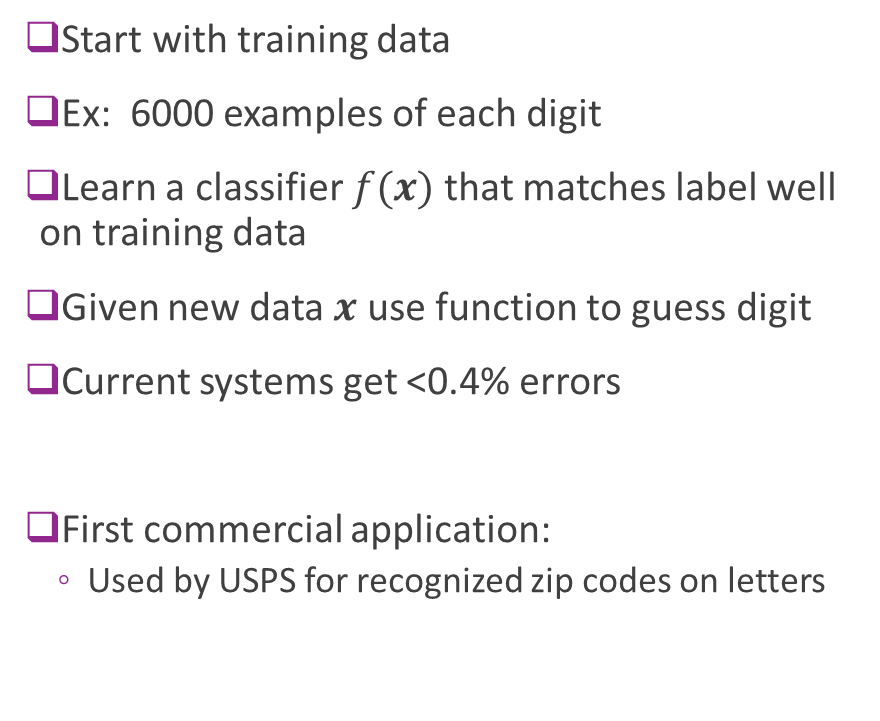 ❑Start with training data
❑Ex: 6000 examples of each digit
❑Learn a classifier f(x) that matches label well
on training data
❑Given new data x use function to guess digit
❑Current systems get <0.4% errors
❑First commercial application:
◦ Used by USPS for recognized zip codes on letters